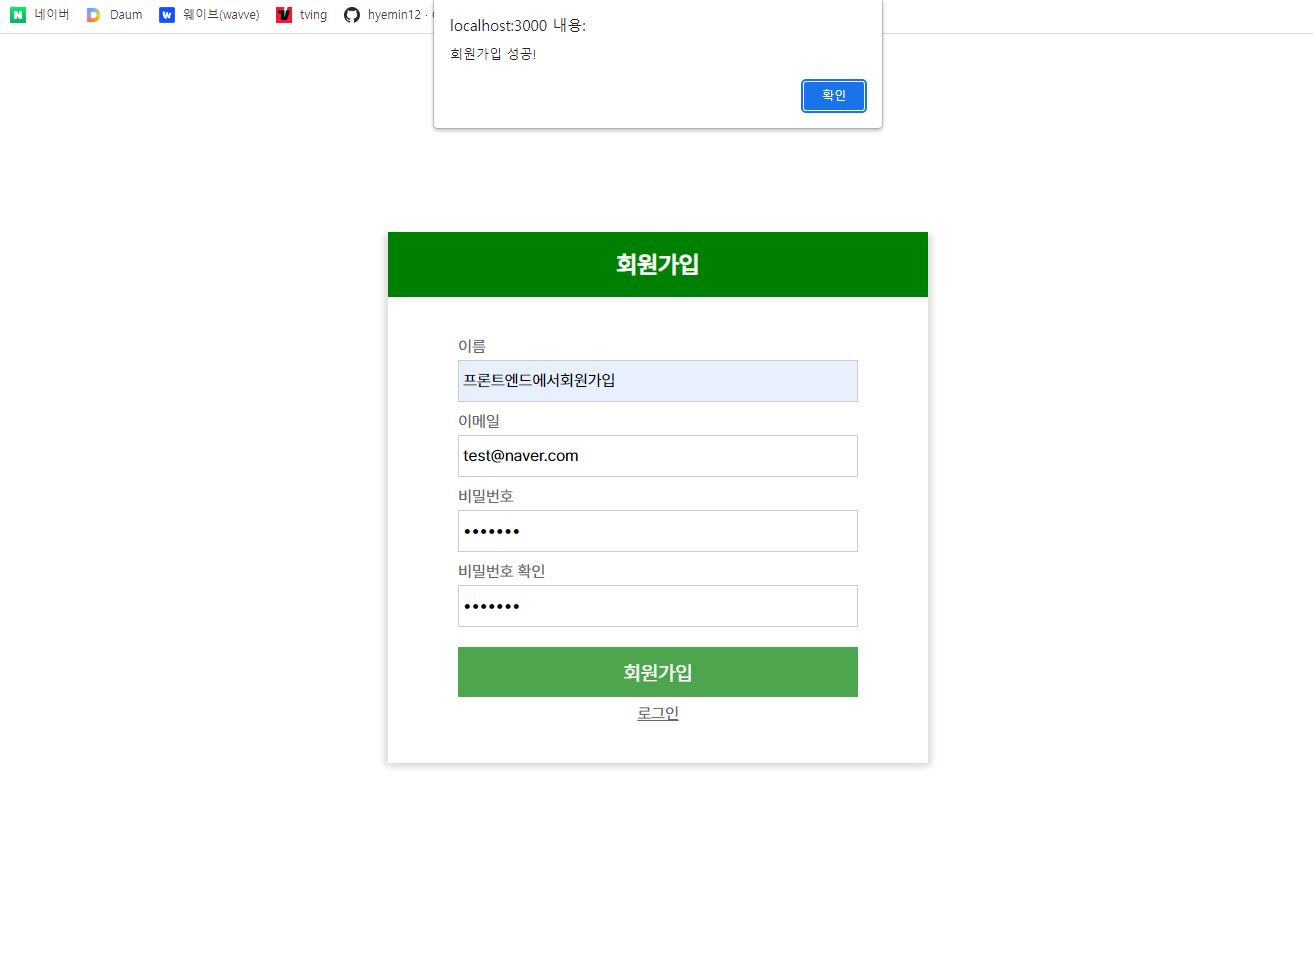 네이버 Daum 웨이브(wavve) tving hyemin12 ·
localhost:3000 내용:
회원가입 성공!
확인
회원가입
이름
프론트엔드에서회원가입
이메일
test@naver.com
비밀번호
•••••••
비밀번호 확인
•••••••
회원가입
로그인